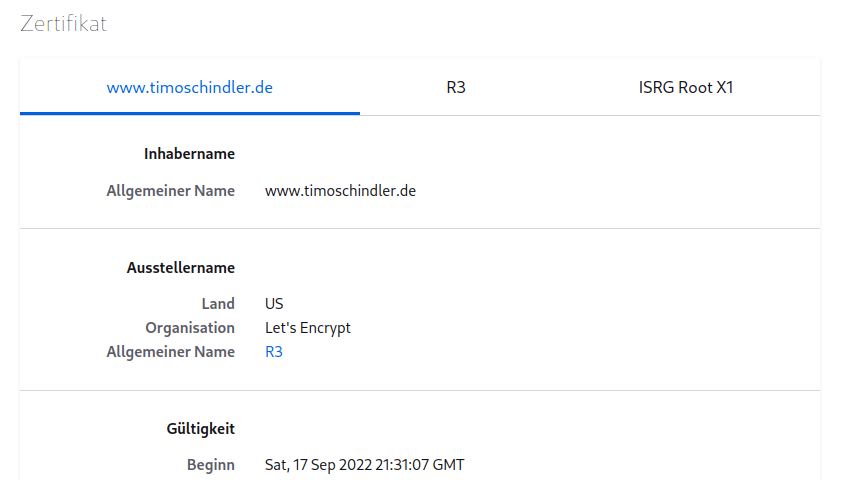 Zertifikat
www.timoschindler.de R3 ISRG Root X1
Inhabername
Allgemeiner Name www.timoschindler.de
Ausstellername
Land US
Organisation Let's Encrypt
Allgemeiner Name R3
Gültigkeit
Beginn Sat, 17 Sep 2022 21:31:07 GMT